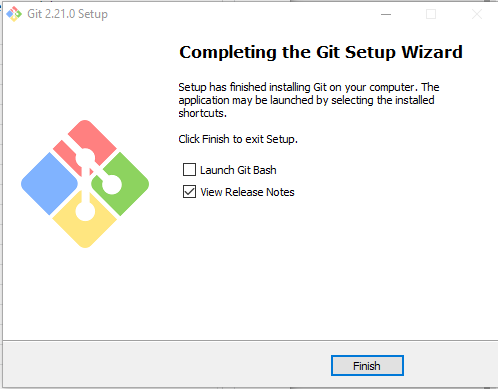 Git 2.21.0 Setup
Completing the Git Setup Wizard
Setup has finished installing Git on your computer. The
application may be launched by selecting the installed
shortcuts.
Click Finish to exit Setup.
Launch Git Bash
View Release Notes
Finish